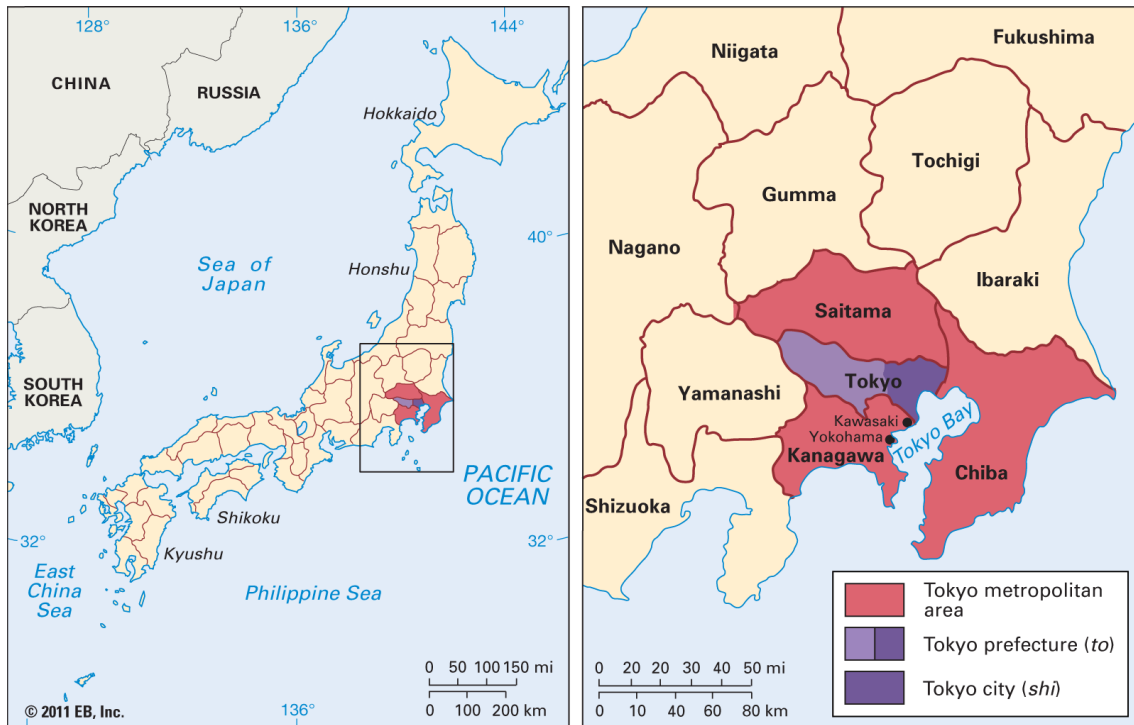 128°
136°
144°
CHINA
RUSSIA
Hokkaido
NORTH
KOREA
40°
Sea of
Japan
Honshu
SOUTH
KOREA
PACIFIC
OCEAN
Shikoku
32°
32°
Kyushu
East
China
Sea
Philippine Sea
0 50 100 150 mi
0 100 200 km
© 2011 EB, Inc.
136°
Niigata
Fukushima
Tochigi
Gumma
Nagano
Ibaraki
Saitama
Yamanashi
Tokyo
Kawasaki
Yokohama
Tokyo Bay
Kanagawa
Chiba
Shizuoka
Tokyo metropolitan
area
Tokyo prefecture (to)
Tokyo city (shi)
0 10 20 30 40 50 mi
0 20 40 60 80 km